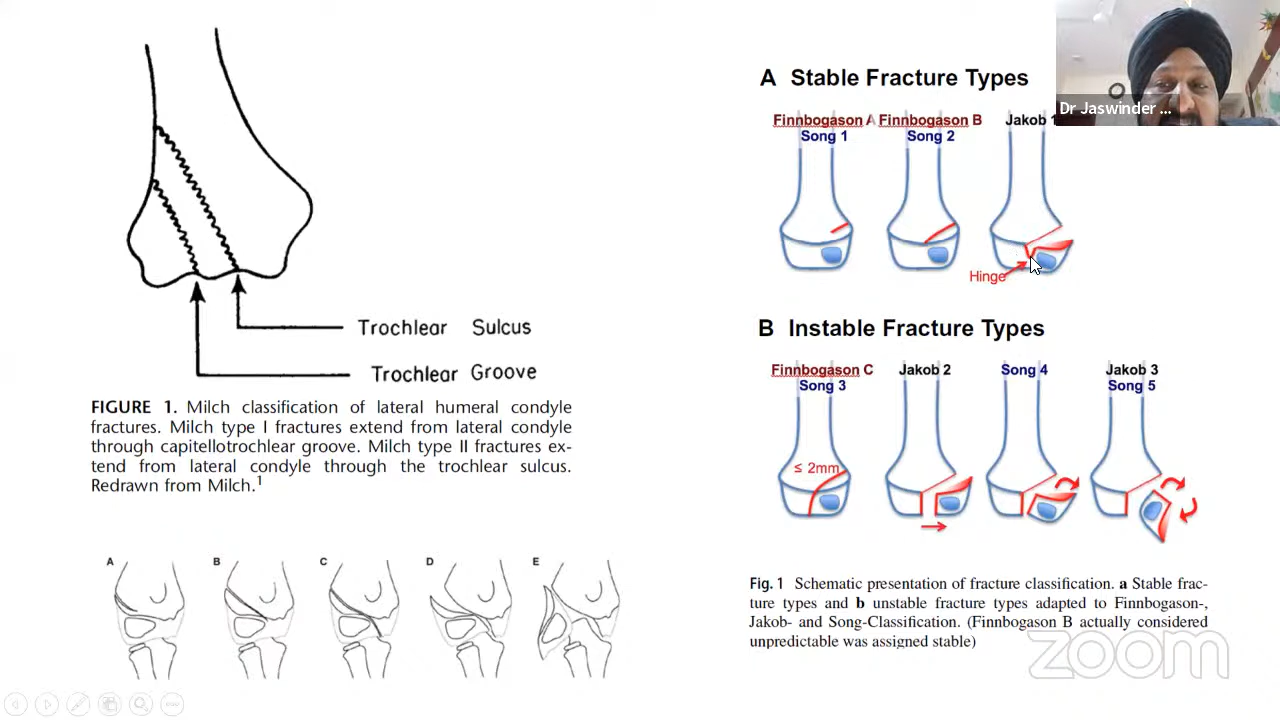 Trochlear Sulcus
Trochlear Groove
FIGURE 1. Milch classification of lateral humeral condyle
fractures. Milch type I fractures extend from lateral condyle
through capitellotrochlear groove. Milch type II fractures ex-
tend from lateral condyle through the trochlear sulcus.
Redrawn from Milch.1
A B C D E
A Stable Fracture Types
Finnbogason A Finnbogason B Jakob 1
Song 1 Song 2
Hinge
B Instable Fracture Types
Finnbogason C Jakob 2 Song 4 Jakob 3
Song 3 Song 5
≤ 2mm
Fig. 1 Schematic presentation of fracture classification. a Stable frac-
ture types and b unstable fracture types adapted to Finnbogason-,
Jakob- and Song-Classification. (Finnbogason B actually considered
unpredictable was assigned stable)
Dr Jaswinder ...
zoom